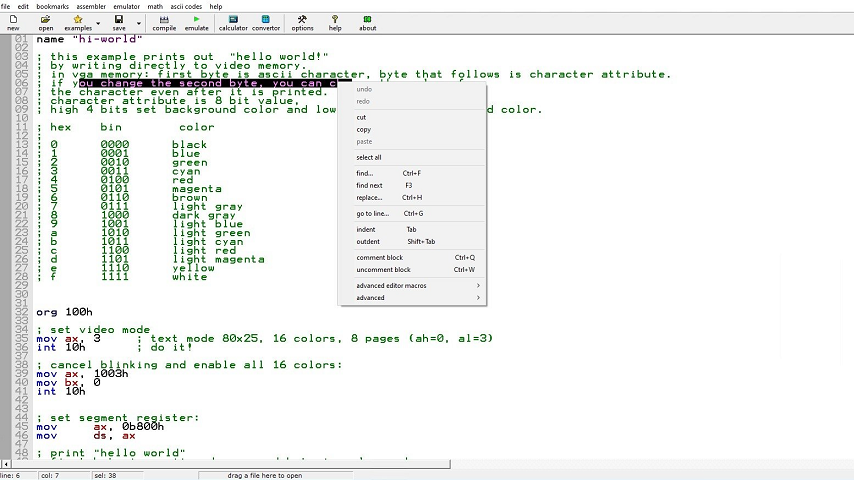 file edit bookmarks assembler emulator math ascii codes help
new open examples save compile emulate calculator convertor options help about
01 name "hi-world"
02
03 ; this example prints out "hello world!"
04 ; by writing directly to video memory.
05 ; in vga memory: first byte is ascii character, byte that follows is character attribute.
06 ; if you change the second byte, you can c
07 ; the character even after it is printed.
08 ; character attribute is 8 bit value,
09 ; high 4 bits set background color and low d color.
10
11 ; hex bin color
12 ;
13 ; 0 0000 black
14 ; 1 0001 blue
15 ; 2 0010 green
16 ; 3 0011 cyan
17 ; 4 0100 red
18 ; 5 0101 magenta
19 ; 6 0110 brown
20 ; 7 0111 light gray
21 ; 8 1000 dark gray
22 ; 9 1001 light blue
23 ; a 1010 light green
24 ; b 1011 light cyan
25 ; c 1100 light red
26 ; d 1101 light magenta
27 ; e 1110 yellow
28 ; f 1111 white
29
30
31
32 org 100h
33
34 ; set video mode
35 mov ax, 3 ; text mode 80x25, 16 colors, 8 pages (ah=0, al=3)
36 int 10h ; do it!
37
38 ; cancel blinking and enable all 16 colors:
39 mov ax, 1003h
40 mov bx, 0
41 int 10h
42
43
44 ; set segment register:
45 mov ax, 0b800h
46 mov ds, ax
47
48 ; print "hello world"
undo
redo
cut
copy
paste
select all
find... Ctrl+F
find next F3
replace... Ctrl+H
go to line... Ctrl+G
indent Tab
outdent Shift+Tab
comment block Ctrl+Q
uncomment block Ctrl+W
advanced editor macros
advanced
line: 6 col: 7 sel: 38 drag a file here to open